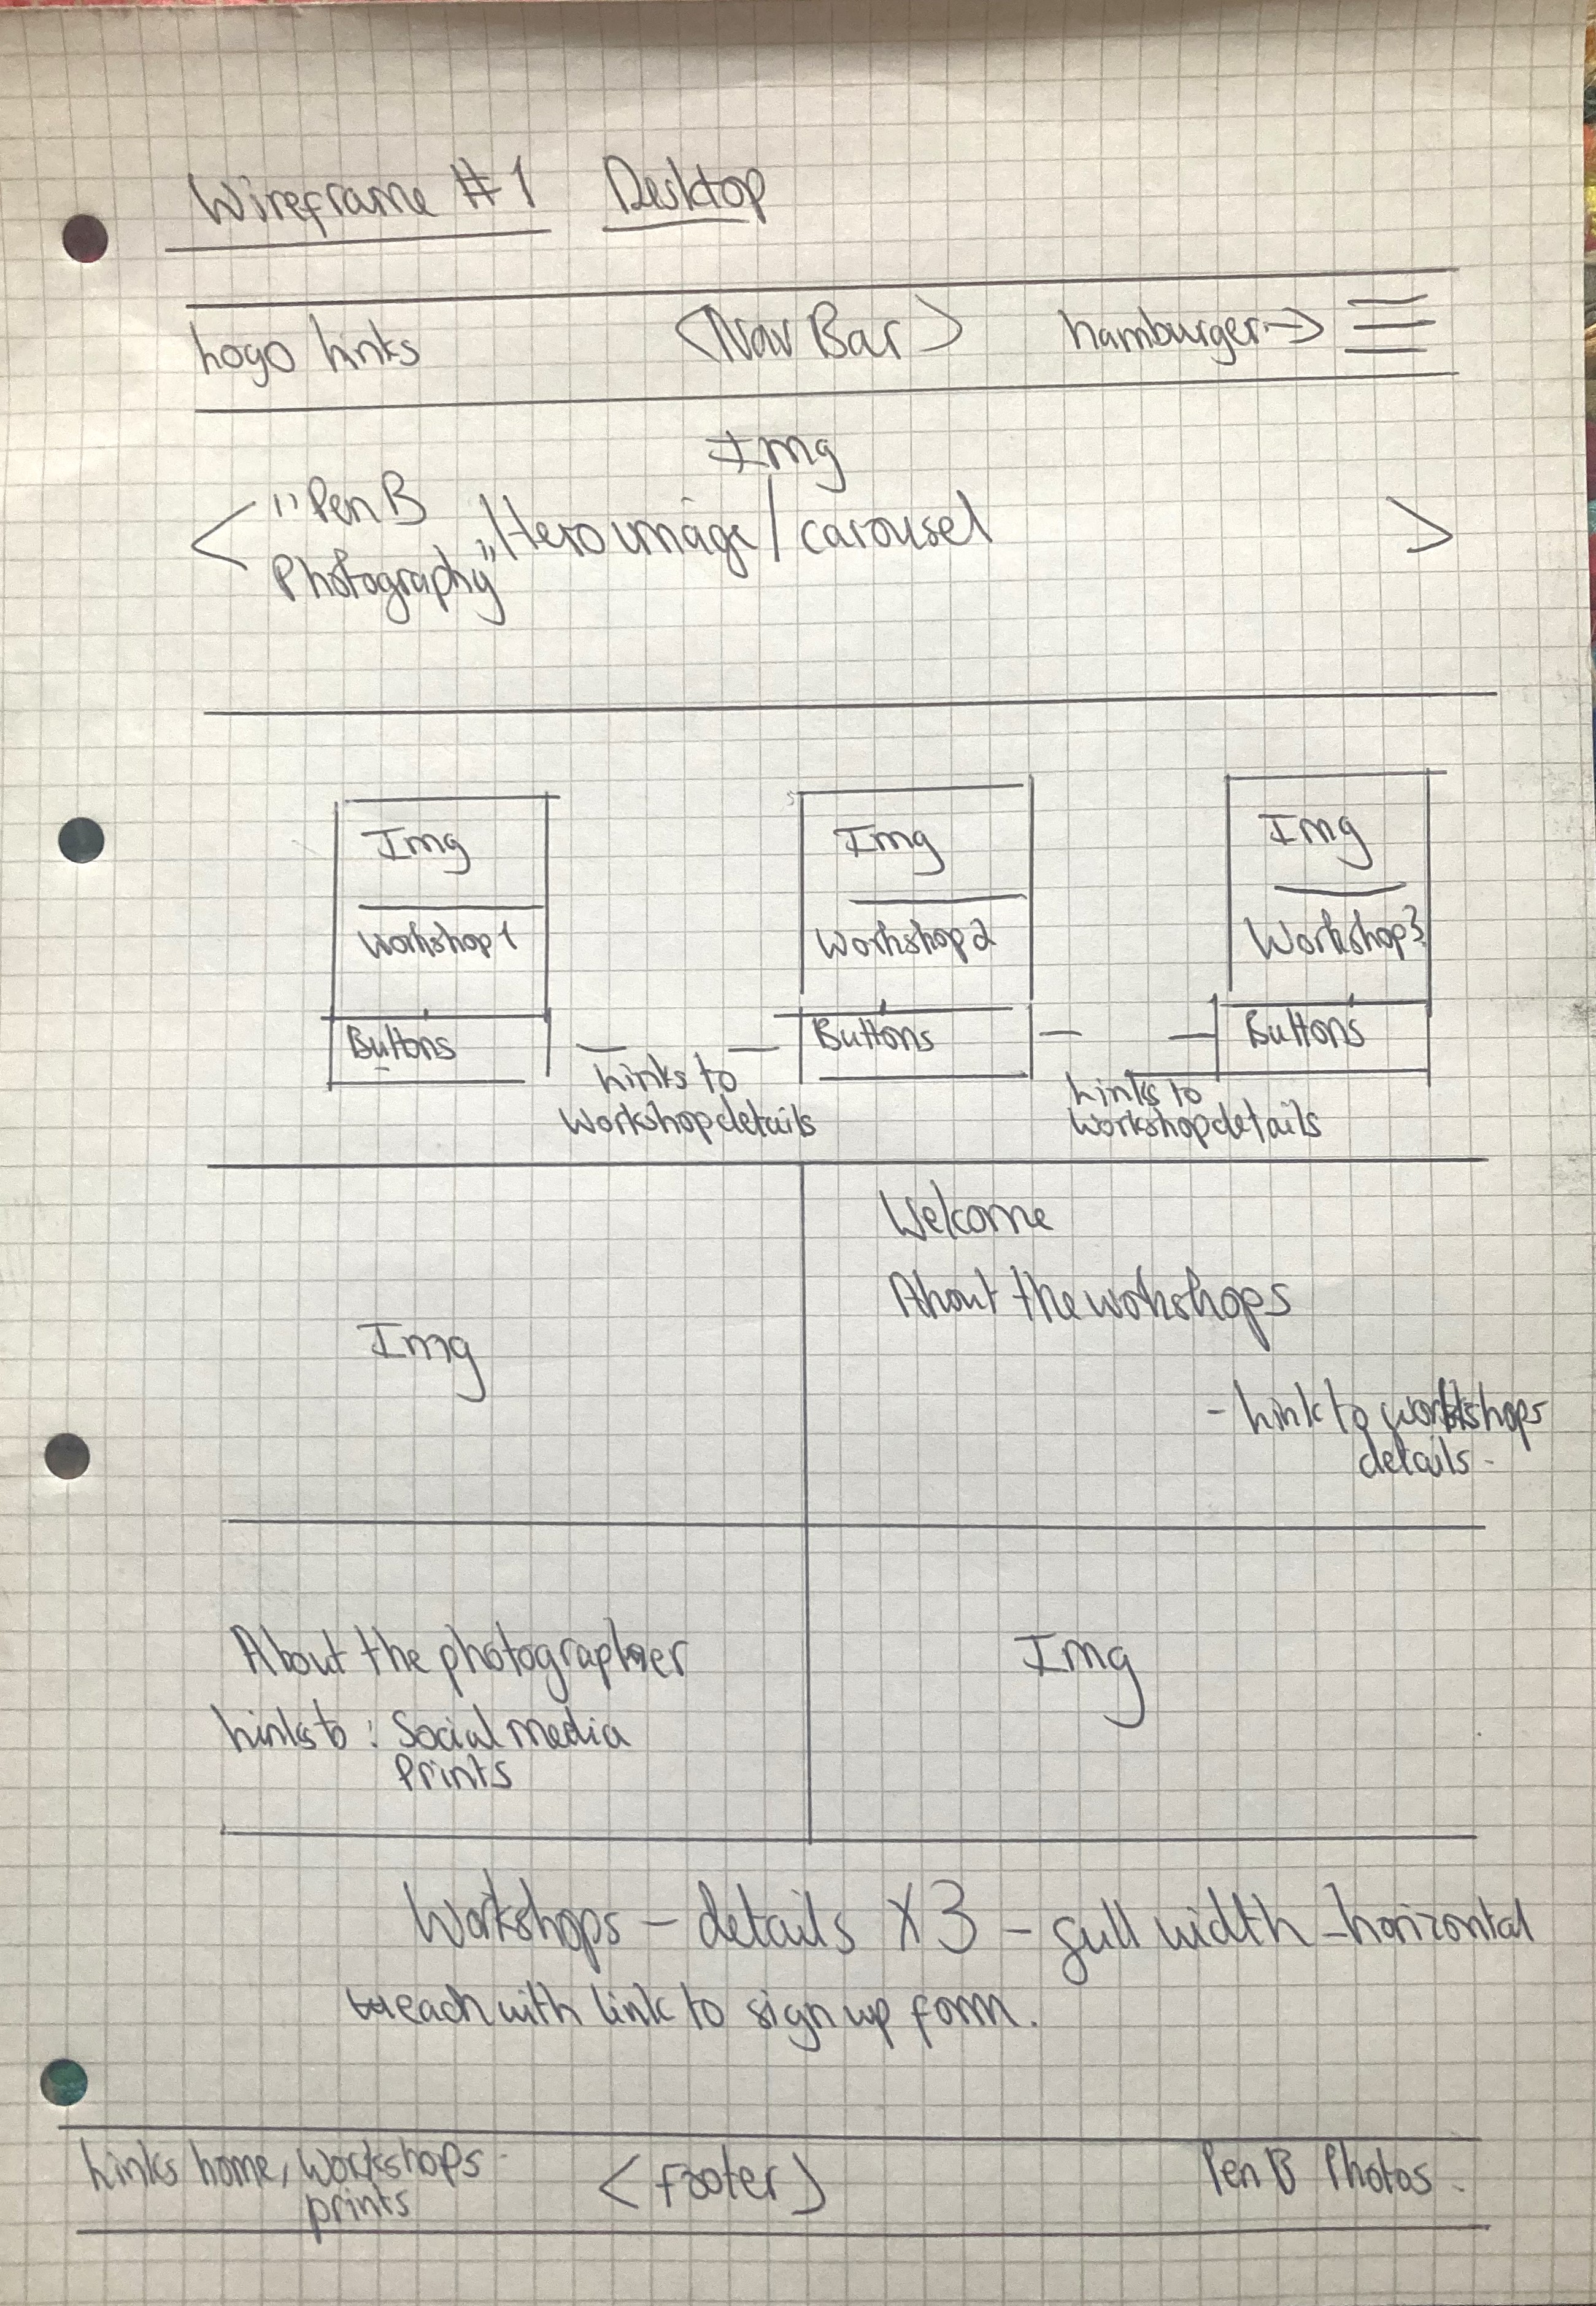 Wireframe #1 Desktop
Logo Links <Nav Bar> hamburger->
Img
< "Pen B Hero image / carousel >
Photography"
Img Img Img
Workshop 1 Workshop 2 Workshop 3
Buttons Buttons Buttons
Links to Links to
Workshop details Workshop details
Welcome
About the workshops
Img
- Link to workshops
details -
About the photographer Img
Links to : Social media
Prints
Workshops - details x 3 - full width - horizontal
each with link to sign up form.
Links home, Workshops <footer> Pen B Photos
prints